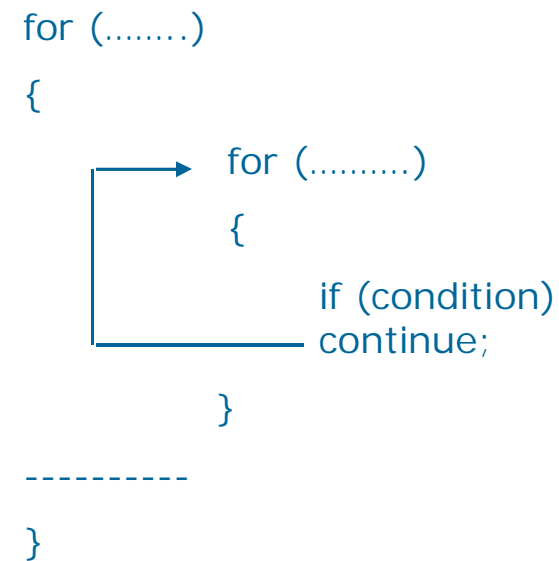 for (........)
{
for (..........)
{
if (condition)
continue;
}
----------
}